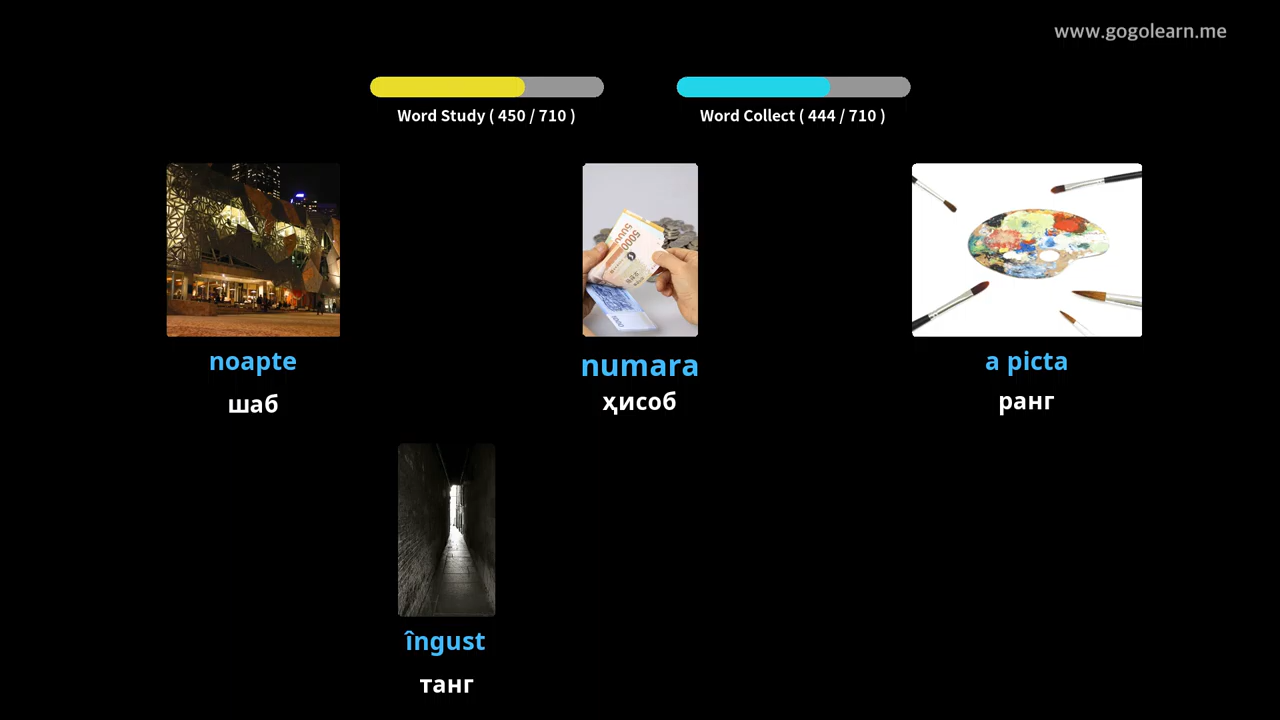 www.gogolearn.me
Word Study ( 450 / 710 )
Word Collect ( 444 / 710 )
noapte
numara
a picta
шаб
ҳисоб
ранг
îngust
танг